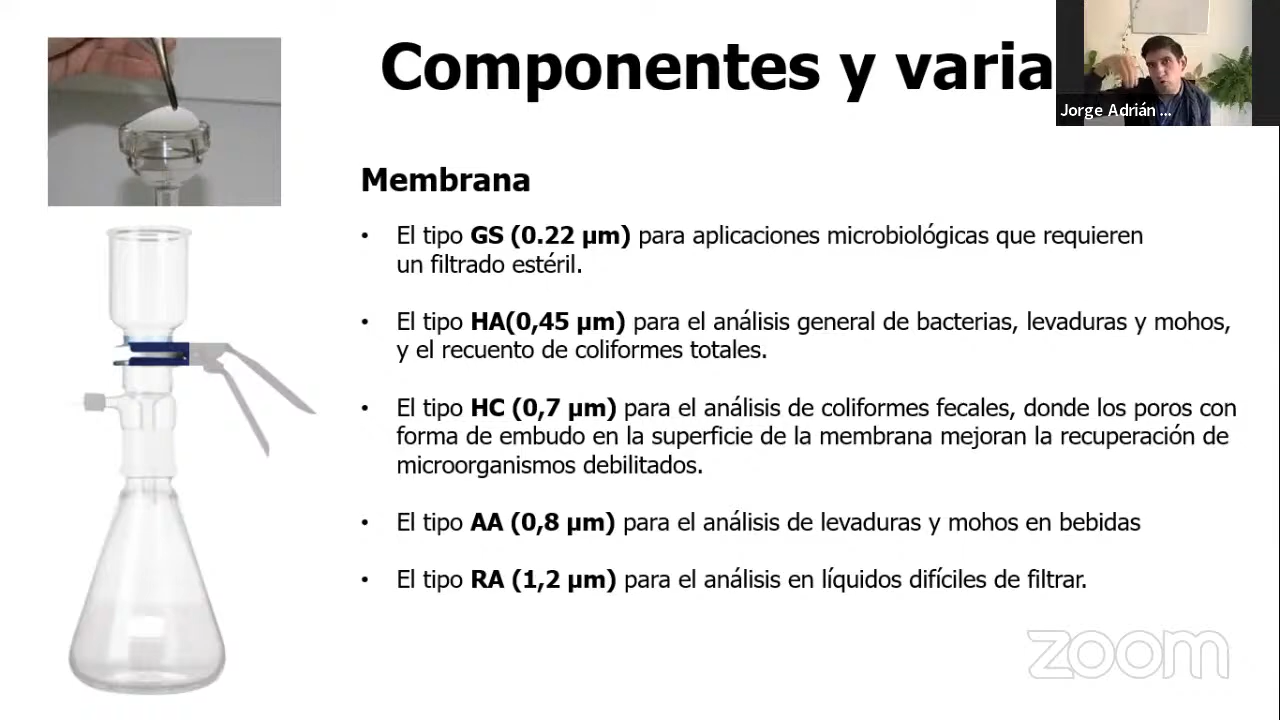 Componentes y varia
Jorge Adrián ...
Membrana
• El tipo GS (0.22 µm) para aplicaciones microbiológicas que requieren
un filtrado estéril.
• El tipo HA(0,45 µm) para el análisis general de bacterias, levaduras y mohos,
y el recuento de coliformes totales.
• El tipo HC (0,7 µm) para el análisis de coliformes fecales, donde los poros con
forma de embudo en la superficie de la membrana mejoran la recuperación de
microorganismos debilitados.
• El tipo AA (0,8 µm) para el análisis de levaduras y mohos en bebidas
• El tipo RA (1,2 µm) para el análisis en líquidos difíciles de filtrar.
zoom